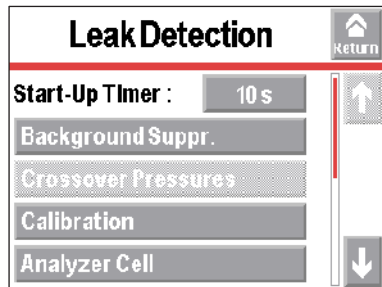 Leak Detection
Return
Start-Up TImer : 10 s
Background Suppr.
Crossover Pressures
Calibration
Analyzer Cell